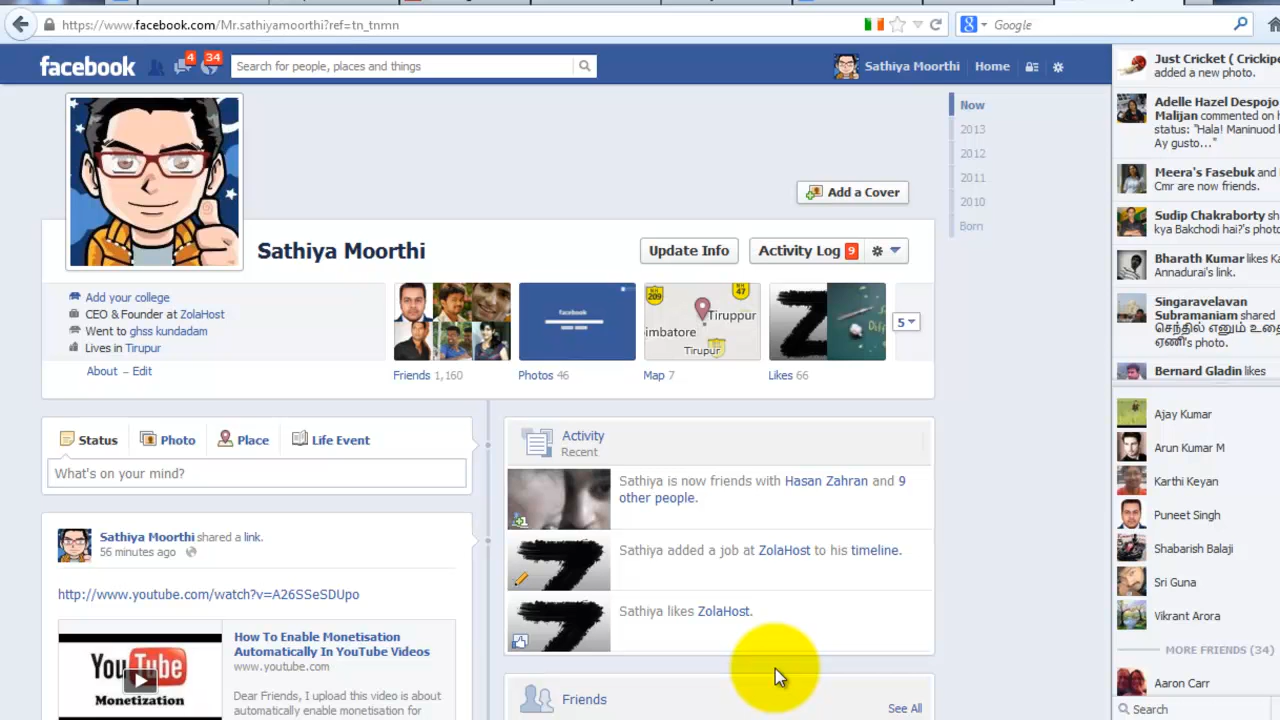 https://www.facebook.com/Mr.sathiyamoorthi?ref=tn_tnmn
Google
facebook
4
34
Search for people, places and things
Sathiya Moorthi
Home
Now
2013
2012
2011
2010
Born
Add a Cover
Sathiya Moorthi
Update Info
Activity Log 9
Add your college
CEO & Founder at ZolaHost
Went to ghss kundadam
Lives in Tirupur
About – Edit
209
47
Tiruppur
imbatore
Tirupur
5
Friends 1,160
Photos 46
Map 7
Likes 66
Status
Photo
Place
Life Event
What's on your mind?
Sathiya Moorthi shared a link.
56 minutes ago
http://www.youtube.com/watch?v=A26SSeSDUpo
YouTube
Monetization
How To Enable Monetisation
Automatically In YouTube Videos
www.youtube.com
Dear Friends, I upload this video is about
automatically enable monetisation for
Activity
Recent
Sathiya is now friends with Hasan Zahran and 9
other people.
Sathiya added a job at ZolaHost to his timeline.
Sathiya likes ZolaHost.
Friends
See All
Just Cricket ( Crickipe
added a new photo.
Adelle Hazel Despojo
Malijan commented on h
status: "Hala! Maninuod k
Ay gusto..."
Meera's Fasebuk and
Cmr are now friends.
Sudip Chakraborty sh
kya Bakchodi hai?'s photo.
Bharath Kumar likes K
Annadurai's link.
Singaravelavan
Subramaniam shared
செந்தில் எனும் உதை
ஏணி's photo.
Bernard Gladin likes
Ajay Kumar
Arun Kumar M
Karthi Keyan
Puneet Singh
Shabarish Balaji
Sri Guna
Vikrant Arora
MORE FRIENDS (34)
Aaron Carr
Search